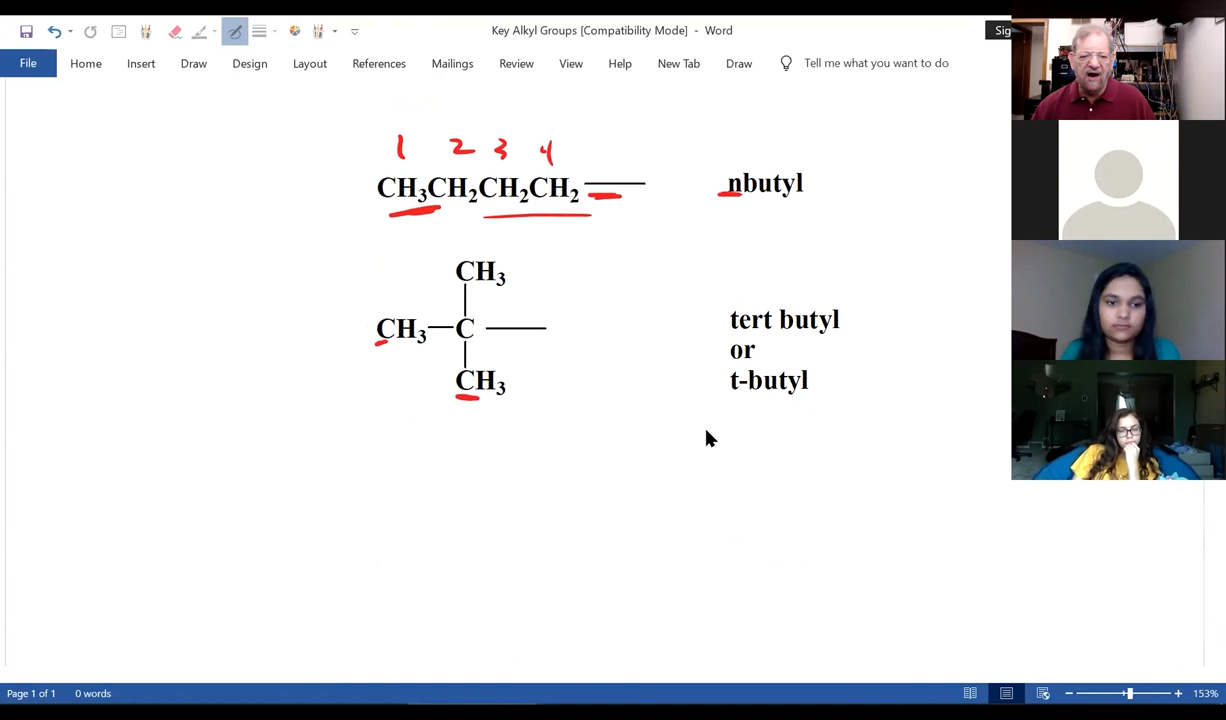 Key Alkyl Groups [Compatibility Mode] - Word
Sig
File Home Insert Draw Design Layout References Mailings Review View Help New Tab Draw Tell me what you want to do
1 2 3 4
CH₃CH₂CH₂CH₂— nbutyl
CH₃
CH₃—C— tert butyl
or
CH₃ t-butyl
Page 1 of 1 0 words 153%